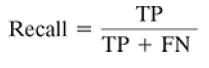 Recall = TP / TP + FN